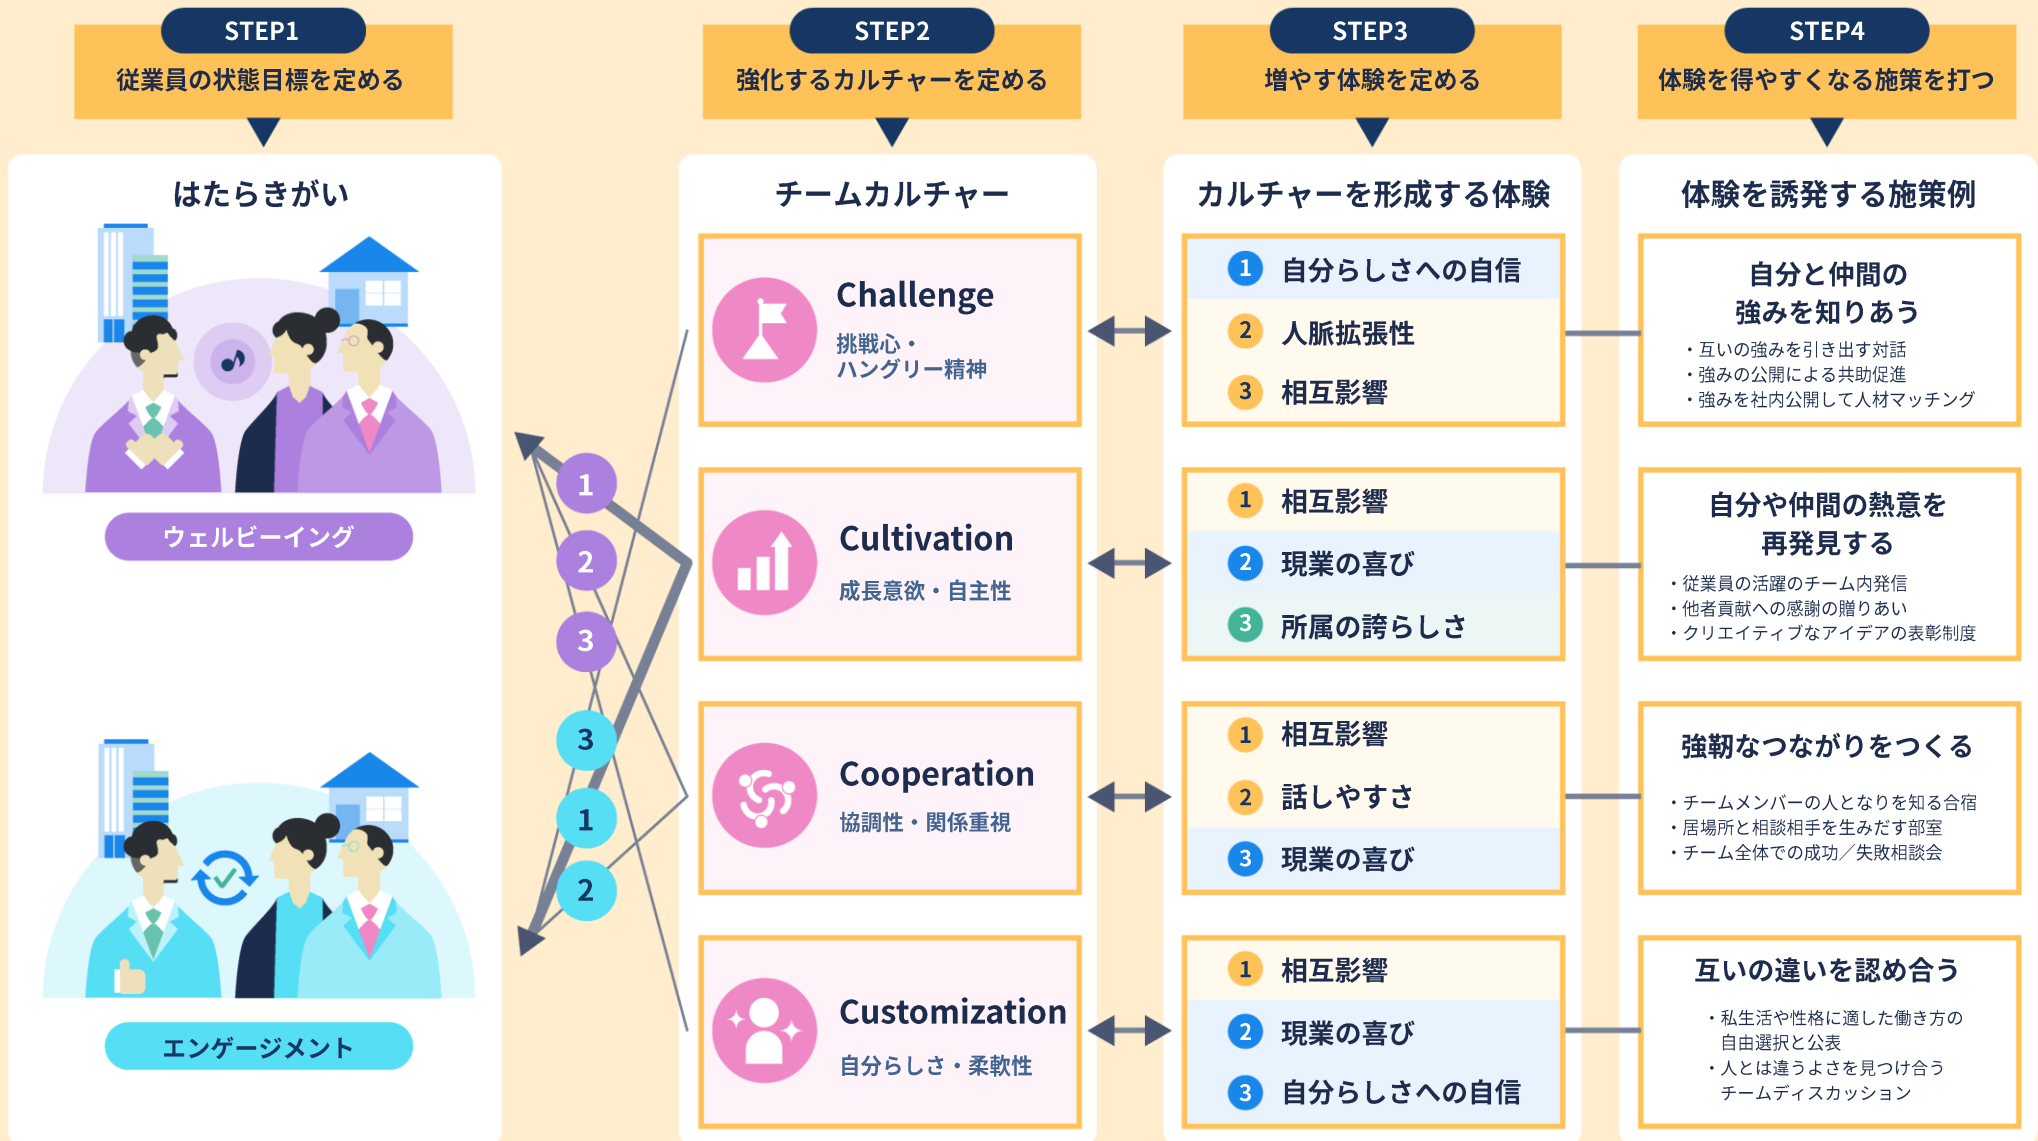 STEP1
従業員の状態目標を定める
はたらきがい
ウェルビーイング
エンゲージメント
1
2
3
3
1
2
STEP2
強化するカルチャーを定める
チームカルチャー
Challenge
挑戦心・
ハングリー精神
Cultivation
成長意欲・自主性
Cooperation
協調性・関係重視
Customization
自分らしさ・柔軟性
STEP3
増やす体験を定める
カルチャーを形成する体験
1 自分らしさへの自信
2 人脈拡張性
3 相互影響
1 相互影響
2 現業の喜び
3 所属の誇らしさ
1 相互影響
2 話しやすさ
3 現業の喜び
1 相互影響
2 現業の喜び
3 自分らしさへの自信
STEP4
体験を得やすくなる施策を打つ
体験を誘発する施策例
自分と仲間の
強みを知りあう
・互いの強みを引き出す対話
・強みの公開による共助促進
・強みを社内公開して人材マッチング
自分や仲間の熱意を
再発見する
・従業員の活躍のチーム内発信
・他者貢献への感謝の贈りあい
・クリエイティブなアイデアの表彰制度
強靭なつながりをつくる
・チームメンバーの人となりを知る合宿
・居場所と相談相手を生みだす部室
・チーム全体での成功／失敗相談会
互いの違いを認め合う
・私生活や性格に適した働き方の
自由選択と公表
・人とは違うよさを見つけ合う
チームディスカッション